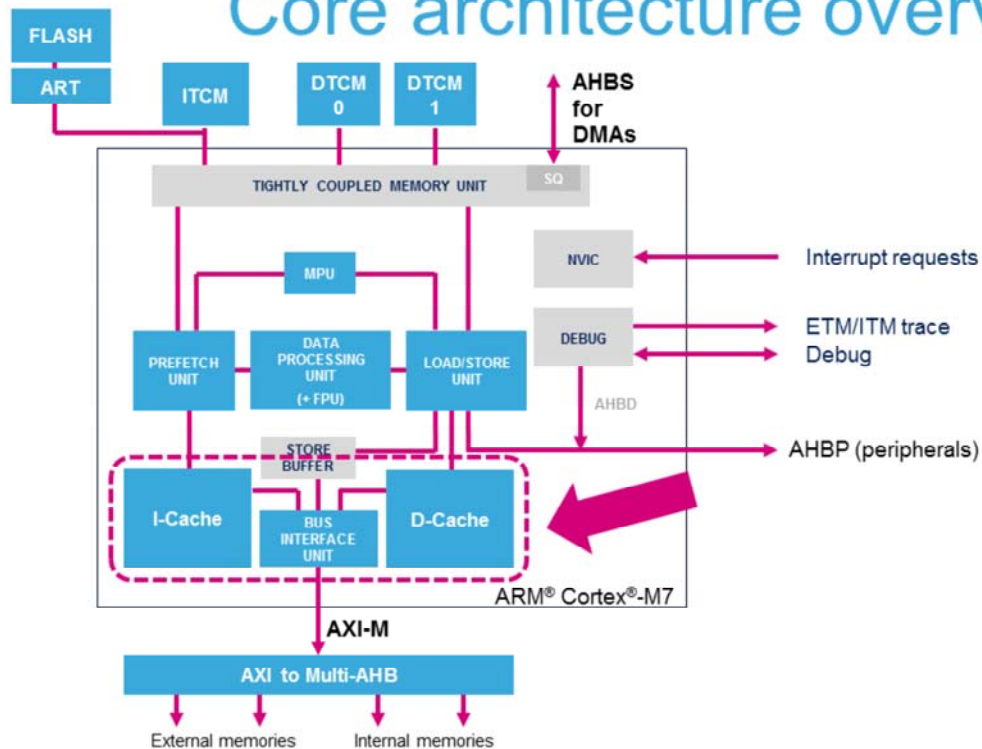 Core architecture overv
FLASH
ART
ITCM
DTCM
0
DTCM
1
AHBS
for
DMAs
TIGHTLY COUPLED MEMORY UNIT
SQ
MPU
NVIC
Interrupt requests
PREFETCH
UNIT
DATA
PROCESSING
UNIT
(+ FPU)
LOAD/STORE
UNIT
DEBUG
ETM/ITM trace
Debug
AHBD
STORE
BUFFER
AHBP (peripherals)
I-Cache
BUS
INTERFACE
UNIT
D-Cache
ARM® Cortex®-M7
AXI-M
AXI to Multi-AHB
External memories
Internal memories